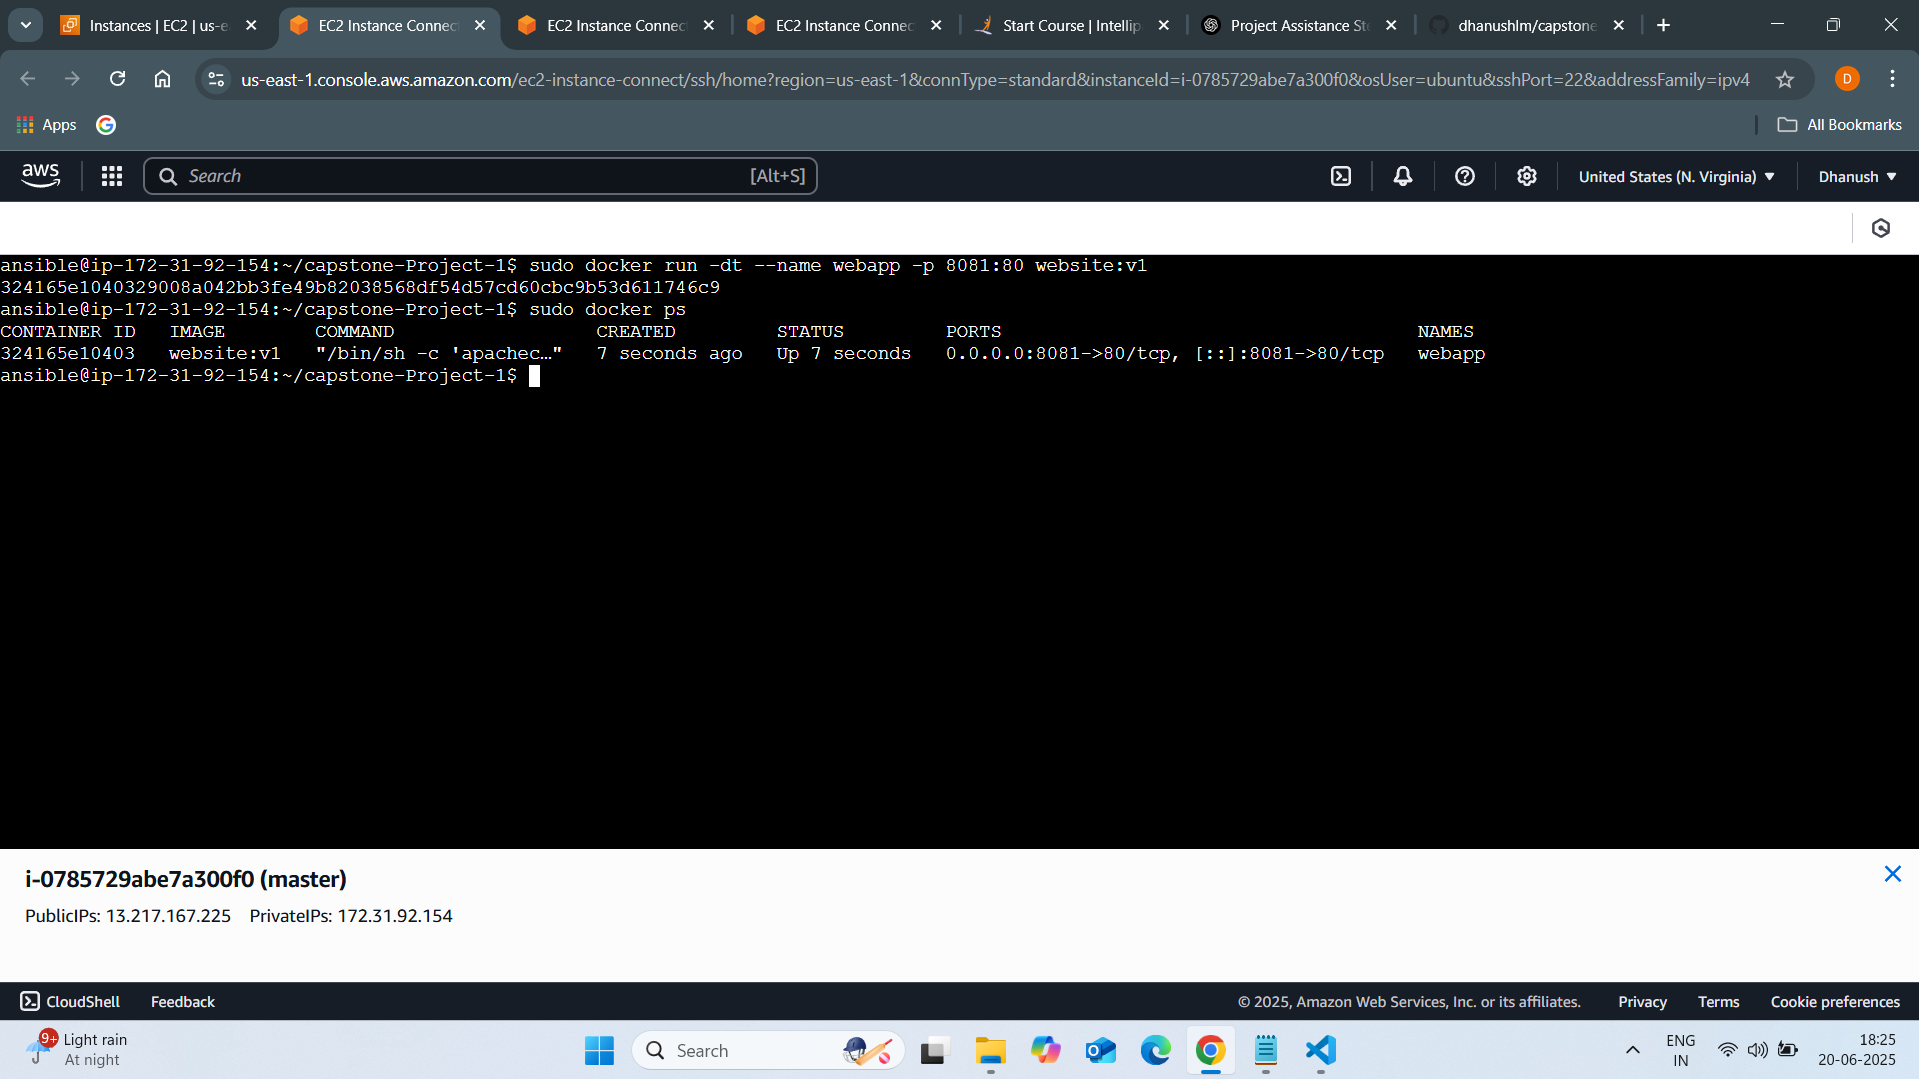 Instances | EC2 | us-e
EC2 Instance Connect
EC2 Instance Connect
EC2 Instance Connec
Start Course | Intellip
Project Assistance Ste
dhanushlm/capstone
us-east-1.console.aws.amazon.com/ec2-instance-connect/ssh/home?region=us-east-1&connType=standard&instanceId=i-0785729abe7a300f0&osUser=ubuntu&sshPort=22&addressFamily=ipv4
D
Apps
All Bookmarks
aws
Search
[Alt+S]
United States (N. Virginia)
Dhanush
ansible@ip-172-31-92-154:~/capstone-Project-1$ sudo docker run -dt --name webapp -p 8081:80 website:v1
324165e1040329008a042bb3fe49b82038568df54d57cd60cbc9b53d611746c9
ansible@ip-172-31-92-154:~/capstone-Project-1$ sudo docker ps
CONTAINER ID IMAGE COMMAND CREATED STATUS PORTS NAMES
324165e10403 website:v1 "/bin/sh -c 'apachec…" 7 seconds ago Up 7 seconds 0.0.0.0:8081->80/tcp, [::]:8081->80/tcp webapp
ansible@ip-172-31-92-154:~/capstone-Project-1$
i-0785729abe7a300f0 (master)
PublicIPs: 13.217.167.225 PrivateIPs: 172.31.92.154
CloudShell
Feedback
© 2025, Amazon Web Services, Inc. or its affiliates.
Privacy
Terms
Cookie preferences
9+
Light rain
At night
Search
ENG
IN
18:25
20-06-2025